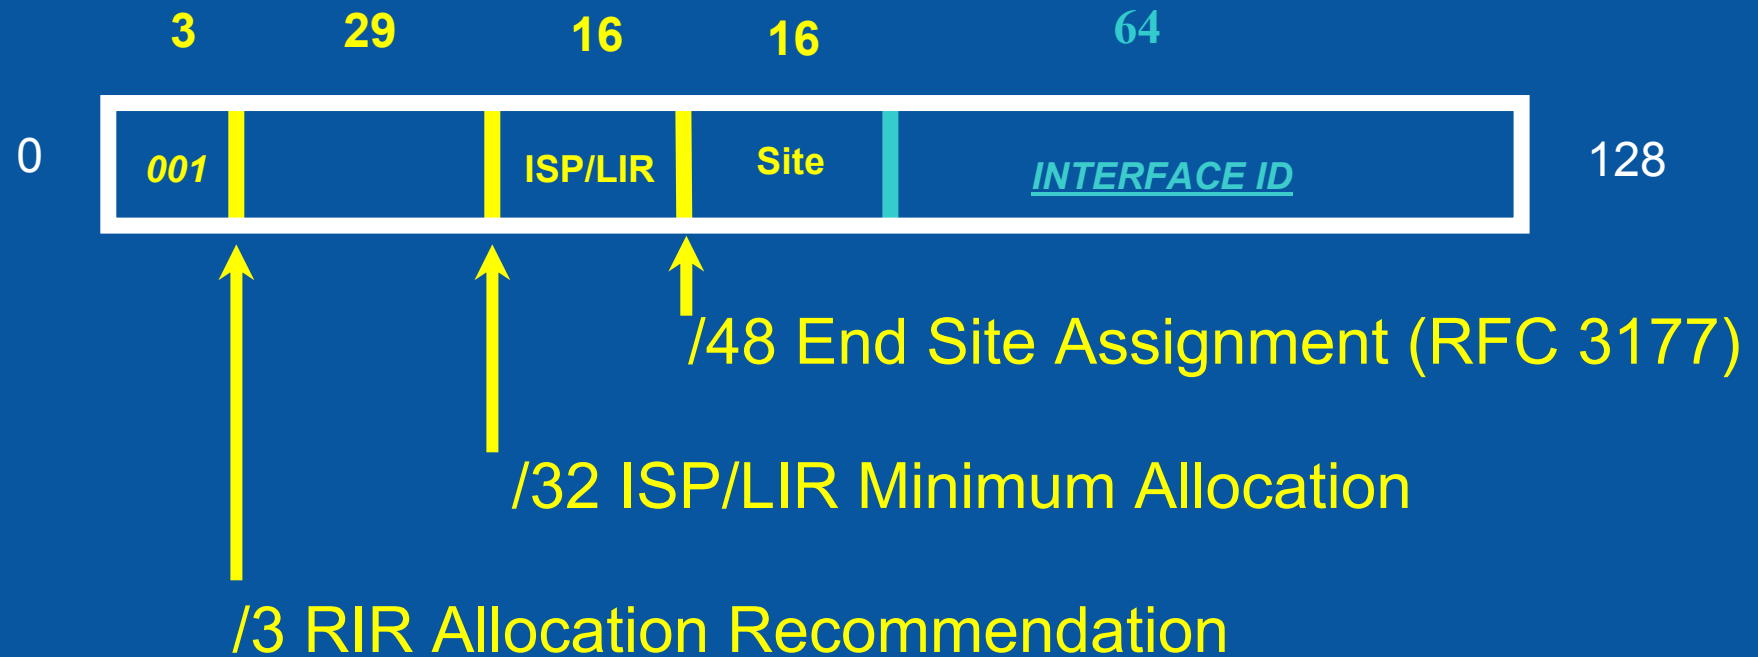 3 29 16 16 64
0 001 ISP/LIR Site INTERFACE ID 128
/48 End Site Assignment (RFC 3177)
/32 ISP/LIR Minimum Allocation
/3 RIR Allocation Recommendation